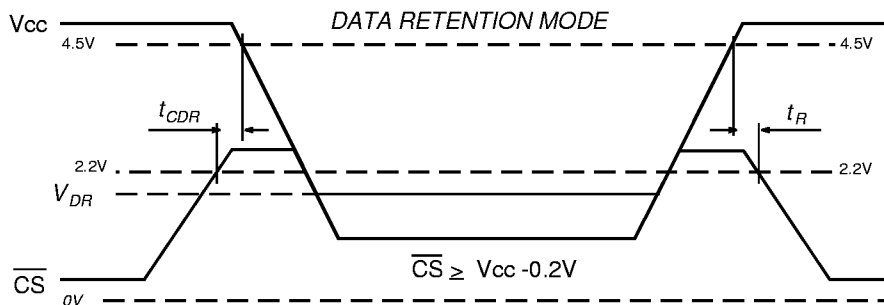 Vcc
DATA RETENTION MODE
4.5V
4.5V
tCDR
tR
2.2V
2.2V
VDR
CS
CS ≥ Vcc -0.2V
0V